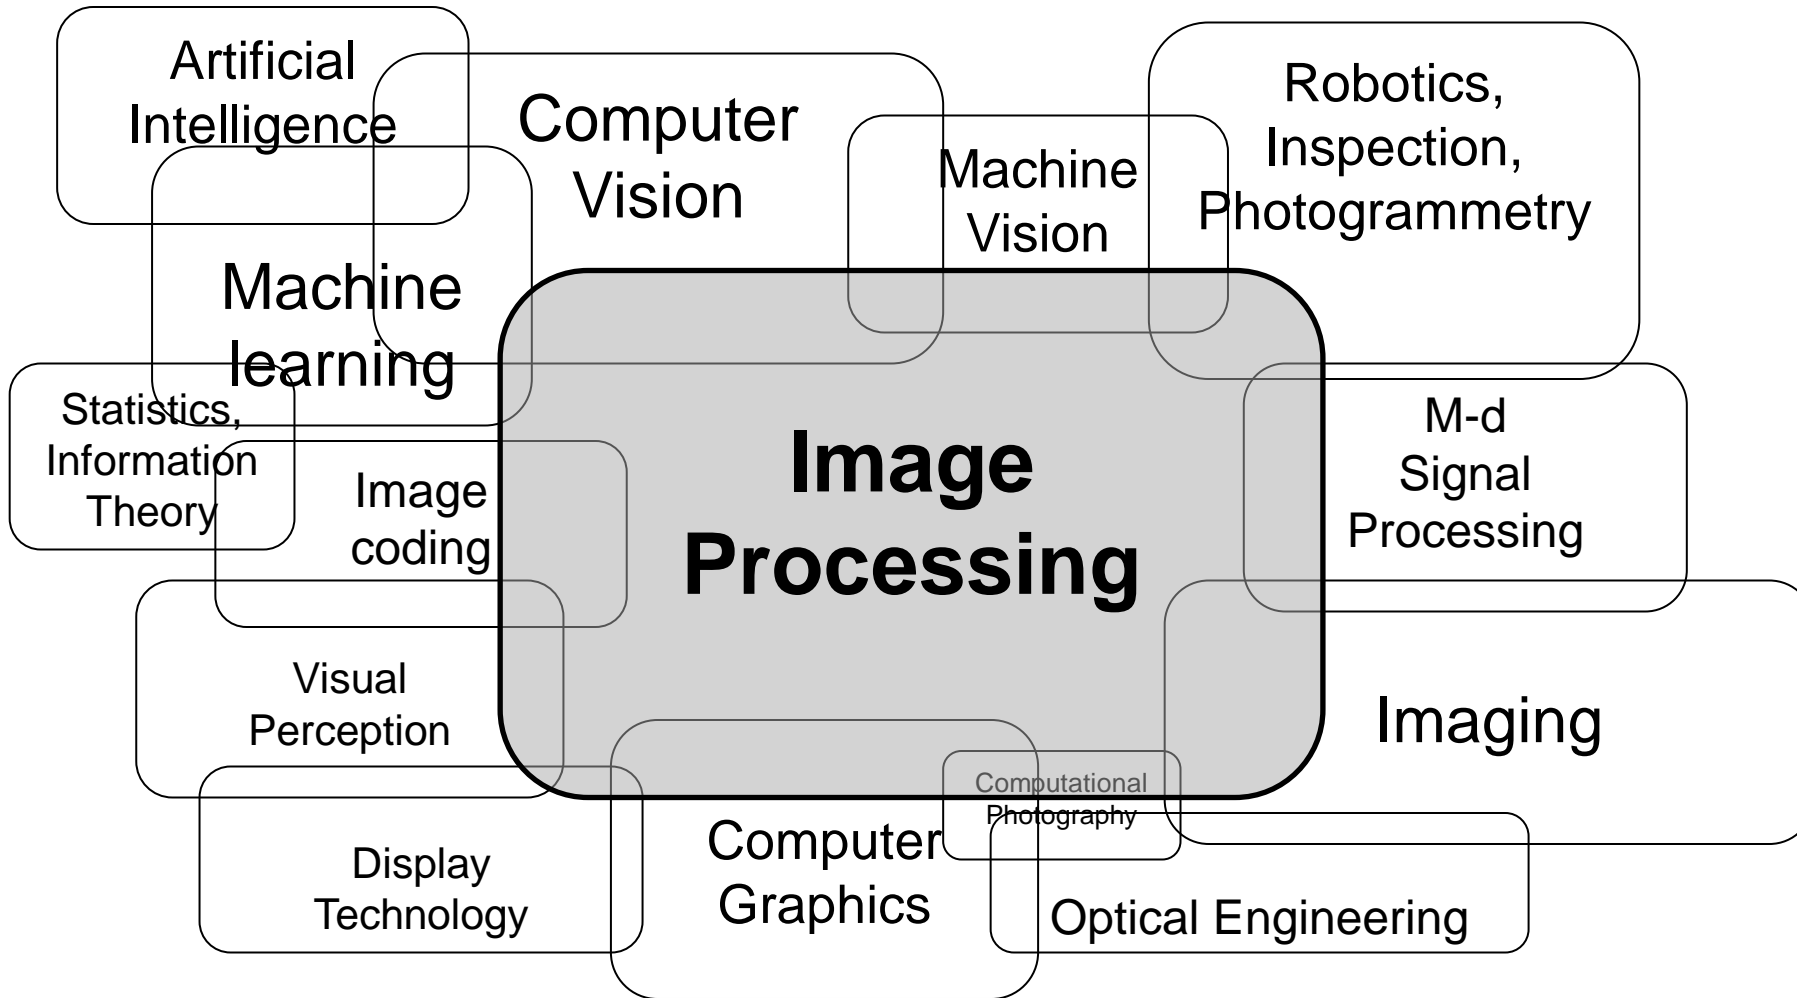 Artificial
Intelligence
Computer
Vision
Machine
Vision
Robotics,
Inspection,
Photogrammetry
Machine
learning
Statistics,
Information
Theory
Image
coding
Image
Processing
M-d
Signal
Processing
Visual
Perception
Imaging
Display
Technology
Computer
Graphics
Computational
Photography
Optical Engineering